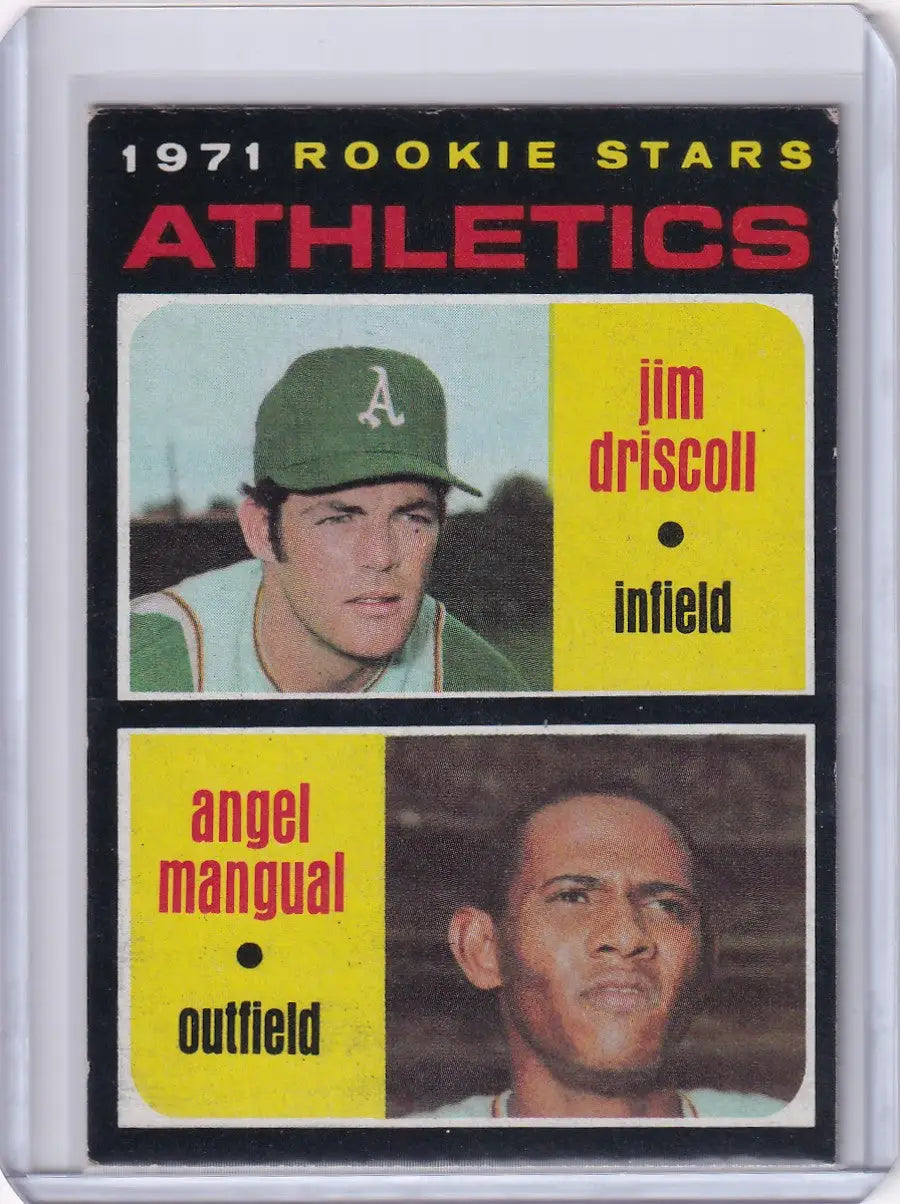 1971 ROOKIE STARS
ATHLETICS
A
jim
driscoll
infield
angel
mangual
outfield